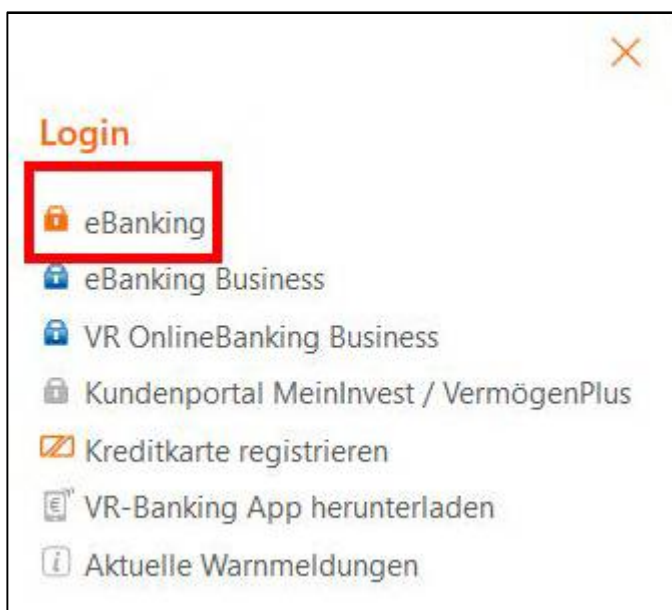 Login
eBanking
eBanking Business
VR OnlineBanking Business
Kundenportal MeinInvest / VermögenPlus
Kreditkarte registrieren
VR-Banking App herunterladen
Aktuelle Warnmeldungen